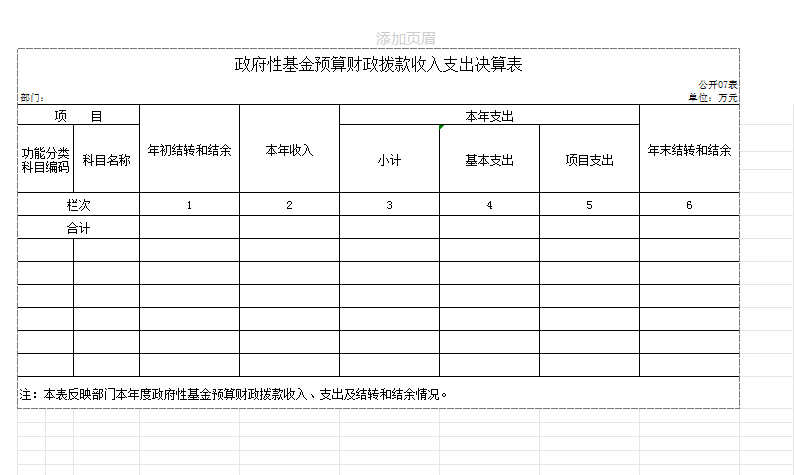 添加页眉
政府性基金预算财政拨款收入支出决算表
公开07表
部门：
单位：万元
项　目
年初结转和结余
本年收入
本年支出
年末结转和结余
功能分类
科目编码
科目名称
小计
基本支出
项目支出
栏次
1
2
3
4
5
6
合计
注：本表反映部门本年度政府性基金预算财政拨款收入、支出及结转和结余情况。